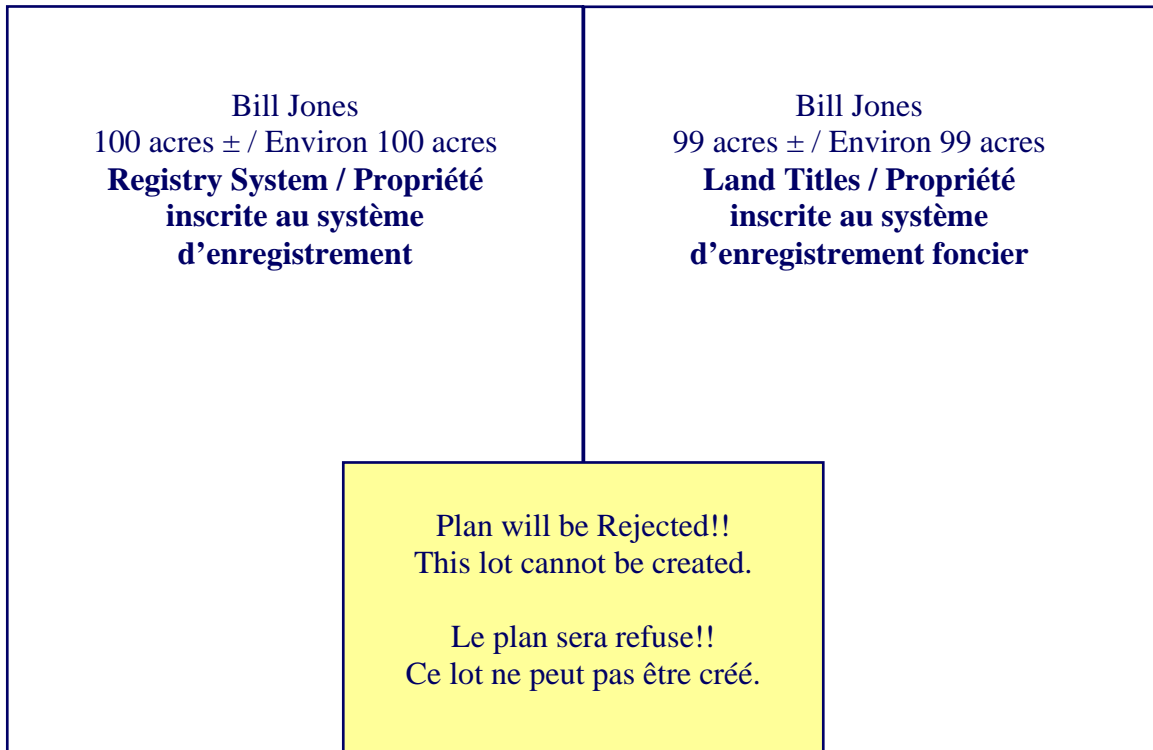 Bill Jones
100 acres ± / Environ 100 acres
Registry System / Propriété
inscrite au système
d’enregistrement
Bill Jones
99 acres ± / Environ 99 acres
Land Titles / Propriété
inscrite au système
d’enregistrement foncier
Plan will be Rejected!!
This lot cannot be created.
Le plan sera refuse!!
Ce lot ne peut pas être créé.